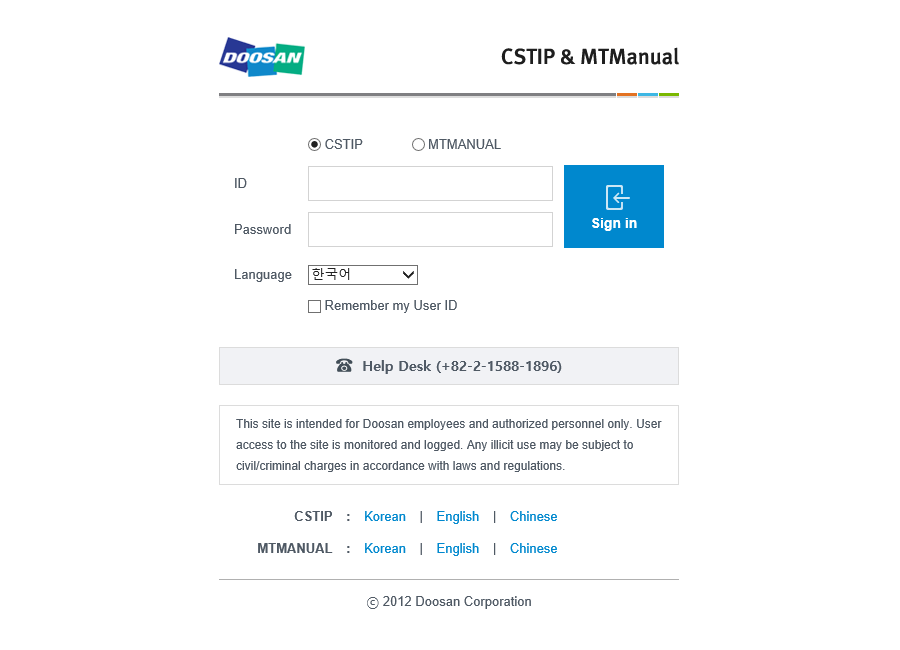 DOOSAN
CSTIP & MTManual
CSTIP MTMANUAL
ID
Sign in
Password
Language 한국어
Remember my User ID
Help Desk (+82-2-1588-1896)
This site is intended for Doosan employees and authorized personnel only. User
access to the site is monitored and logged. Any illicit use may be subject to
civil/criminal charges in accordance with laws and regulations.
CSTIP : Korean | English | Chinese
MTMANUAL : Korean | English | Chinese
© 2012 Doosan Corporation